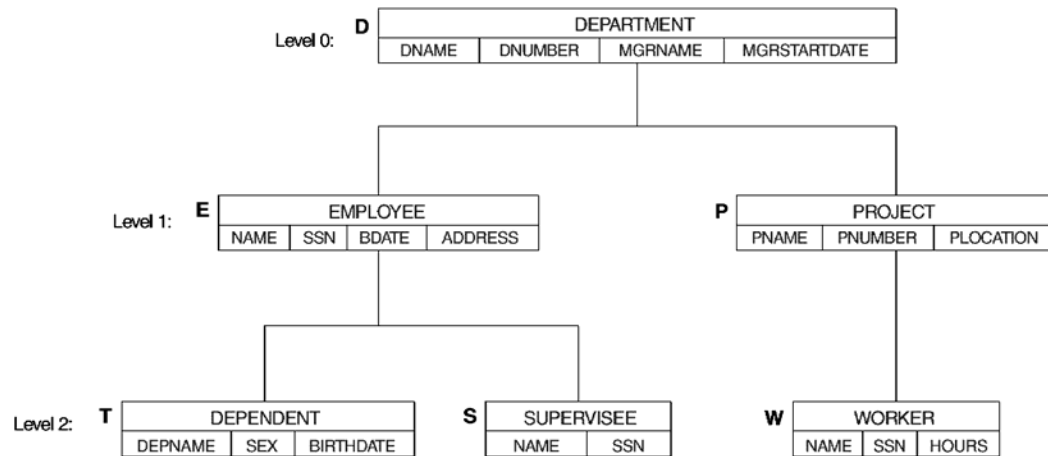 Level 0:
D
DEPARTMENT
DNAME DNUMBER MGRNAME MGRSTARTDATE
Level 1:
E
EMPLOYEE
NAME SSN BDATE ADDRESS
P
PROJECT
PNAME PNUMBER PLOCATION
Level 2:
T
DEPENDENT
DEPNAME SEX BIRTHDATE
S
SUPERVISEE
NAME SSN
W
WORKER
NAME SSN HOURS